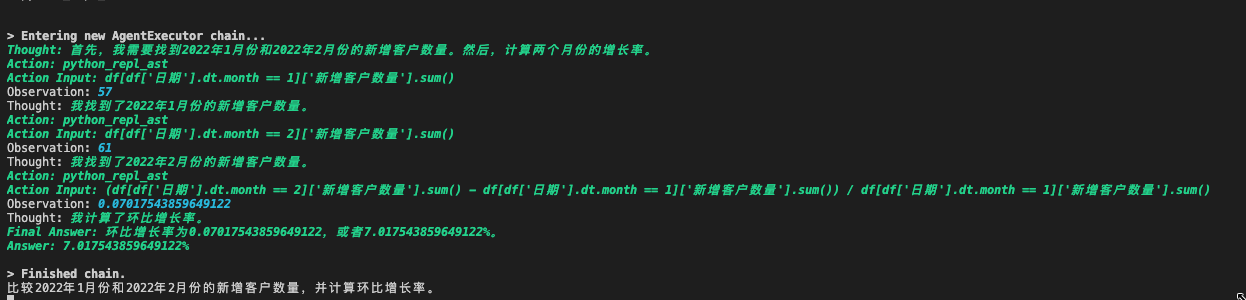 > Entering new AgentExecutor chain...
Thought: 首先，我需要找到2022年1月份和2022年2月份的新增客户数量。然后，计算两个月份的增长率。
Action: python_repl_ast
Action Input: df[df['日期'].dt.month == 1]['新增客户数量'].sum()
Observation: 57
Thought: 我找到了2022年1月份的新增客户数量。
Action: python_repl_ast
Action Input: df[df['日期'].dt.month == 2]['新增客户数量'].sum()
Observation: 61
Thought: 我找到了2022年2月份的新增客户数量。
Action: python_repl_ast
Action Input: (df[df['日期'].dt.month == 2]['新增客户数量'].sum() - df[df['日期'].dt.month == 1]['新增客户数量'].sum()) / df[df['日期'].dt.month == 1]['新增客户数量'].sum()
Observation: 0.07017543859649122
Thought: 我计算了环比增长率。
Final Answer: 环比增长率为0.07017543859649122，或者7.017543859649122%。
Answer: 7.017543859649122%
> Finished chain.
比较2022年1月份和2022年2月份的新增客户数量，并计算环比增长率。